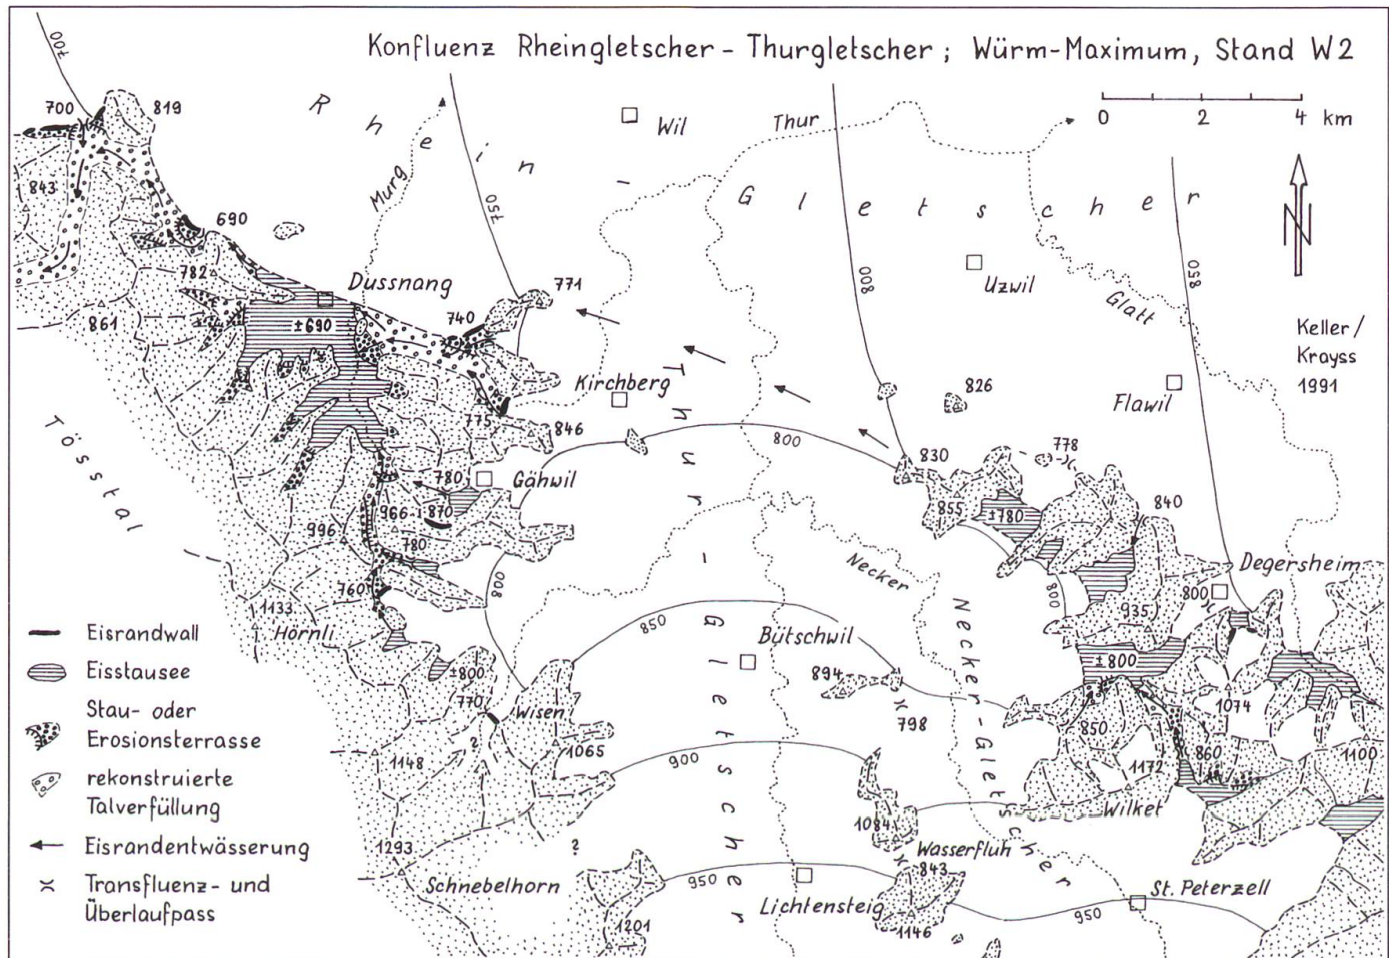 Konfluenz Rheingletscher - Thurgletscher ; Würm-Maximum, Stand W2
700
700
819
Rhein-
Wil
Thur
0 2 4 km
N
843
Murg
750
Gletscher
690
782
Dussnang
771
800
Uzwil
850
Glatt
861
±690
740
Keller/
Krayss
1991
Kirchberg
826
Flawil
Tösstal
775
846
Thur-
800
830
778
780
Gähwil
855
±780
840
996
966
870
780
Necker
800
Degersheim
760
800
800
935
1133
Hörnli
850
Gletscher
Bütschwil
Necker-Gletscher
±800
±800
894
770
Wisen
798
1074
?
1065
850
860
1100
1148
900
1172
1084
Wilket
1293
?
Wasserfluh
Schnebelhorn
950
843
St. Peterzell
Lichtensteig
950
1201
1146
Eisrandwall
Eisstausee
Stau- oder
Erosionsterrasse
rekonstruierte
Talverfüllung
Eisrandentwässerung
Transfluenz- und
Überlaufpass